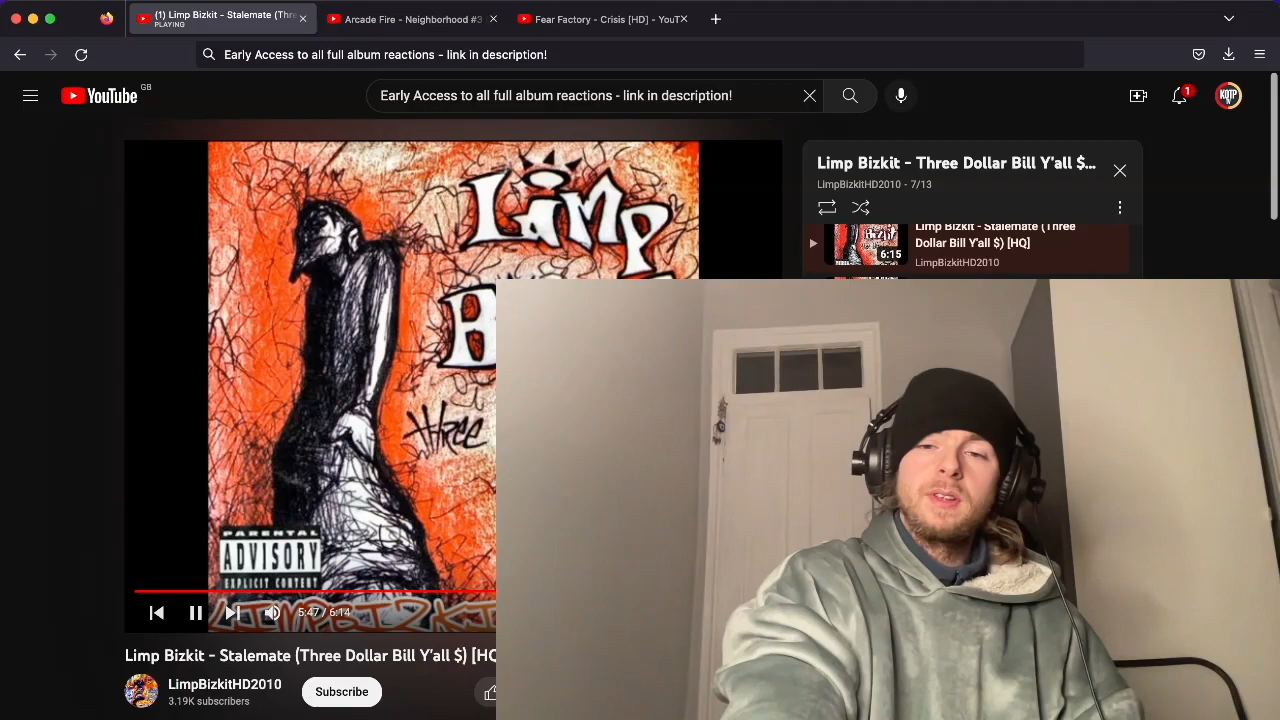 (1) Limp Bizkit - Stalemate (Thre
PLAYING
Arcade Fire - Neighborhood #3
Fear Factory - Crisis [HD] - YouT
Early Access to all full album reactions - link in description!
YouTube GB
Early Access to all full album reactions - link in description!
1
LIMP
B
three
PARENTAL
ADVISORY
EXPLICIT CONTENT
LIMPBIZKI
5:47 / 6:14
Limp Bizkit - Three Dollar Bill Y'all $...
LimpBizkitHD2010 - 7/13
Limp Bizkit - Stalemate (Three
Dollar Bill Y'all $) [HQ]
6:15
LimpBizkitHD2010
Limp Bizkit - Stalemate (Three Dollar Bill Y'all $) [HQ
LimpBizkitHD2010
3.19K subscribers
Subscribe